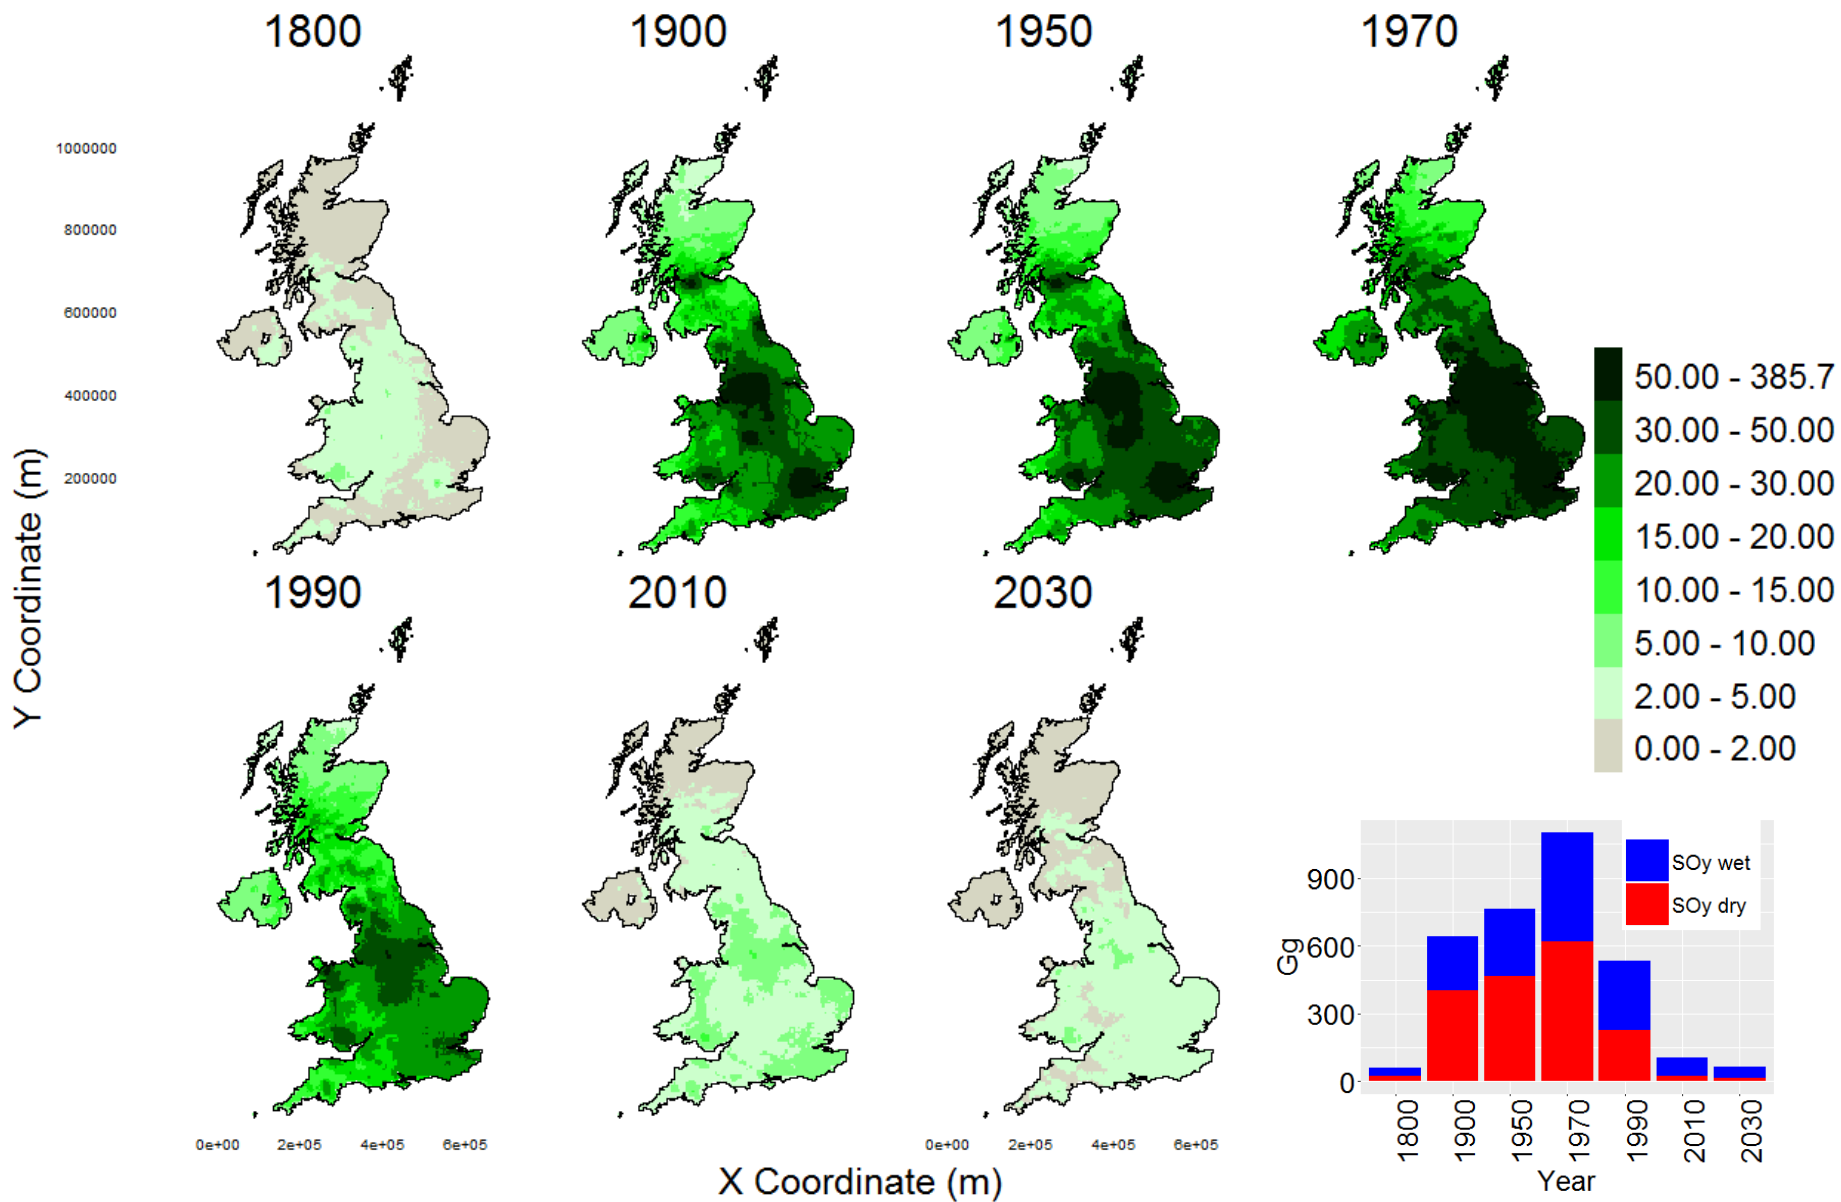 1800 1900 1950 1970
1000000
800000
600000
400000
200000
Y Coordinate (m)
50.00 - 385.7
30.00 - 50.00
20.00 - 30.00
15.00 - 20.00
10.00 - 15.00
5.00 - 10.00
2.00 - 5.00
0.00 - 2.00
1990 2010 2030
0e+00 2e+05 4e+05 6e+05 0e+00 2e+05 4e+05 6e+05
X Coordinate (m)
SOy wet
SOy dry
Gg
900
600
300
0
1800 1900 1950 1970 1990 2010 2030
Year